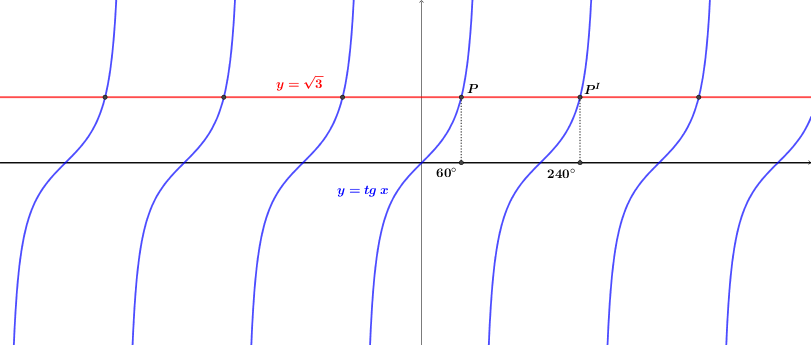 y = √3
P
P^I
60°
240°
y = tg x